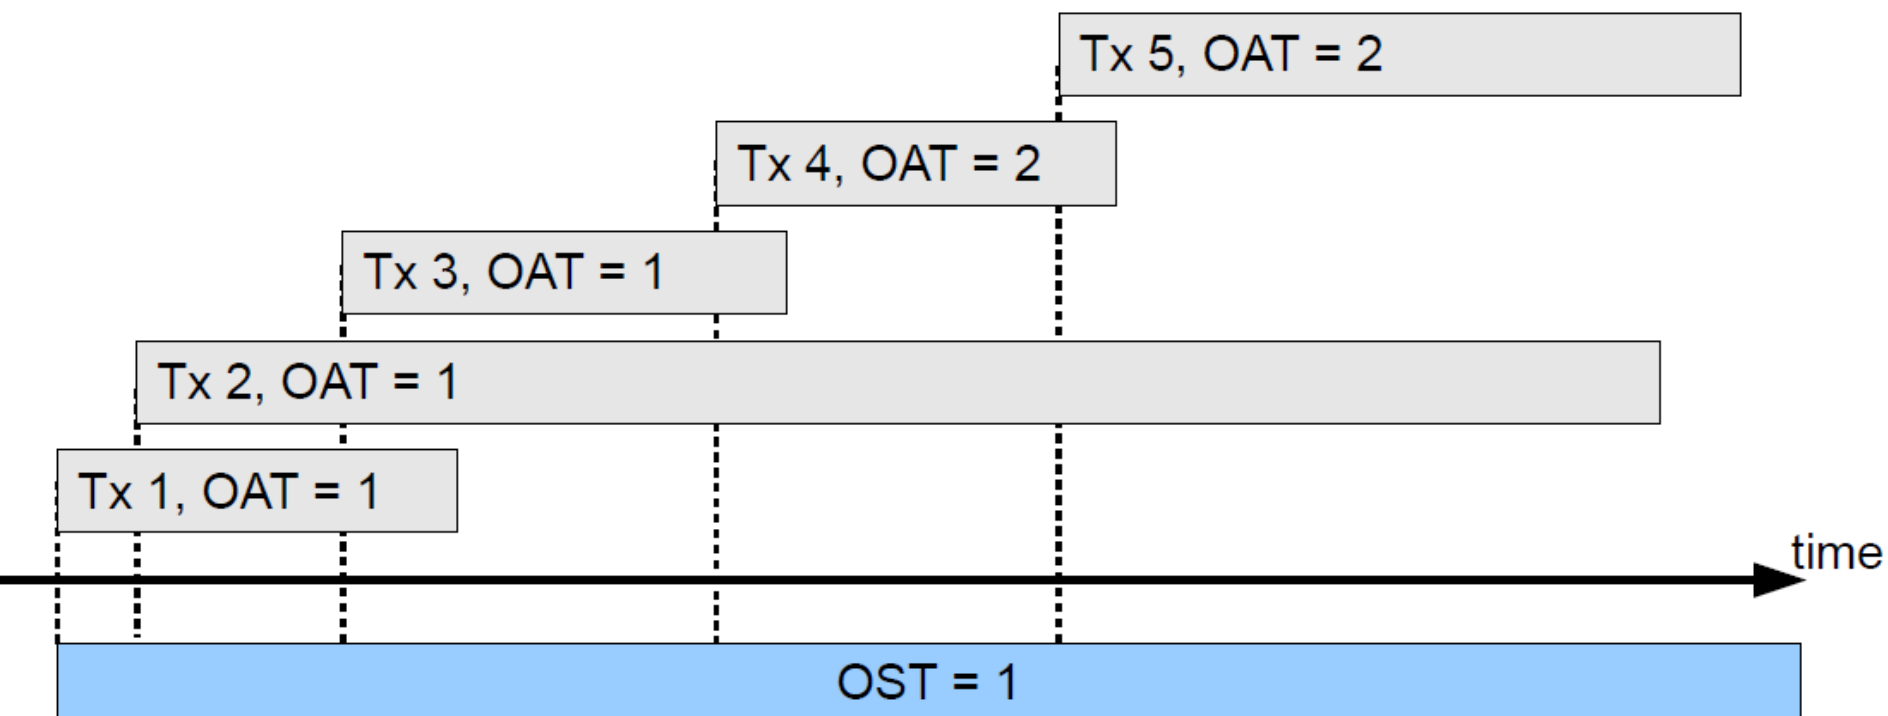 Tx 5, OAT = 2
Tx 4, OAT = 2
Tx 3, OAT = 1
Tx 2, OAT = 1
Tx 1, OAT = 1
time
OST = 1